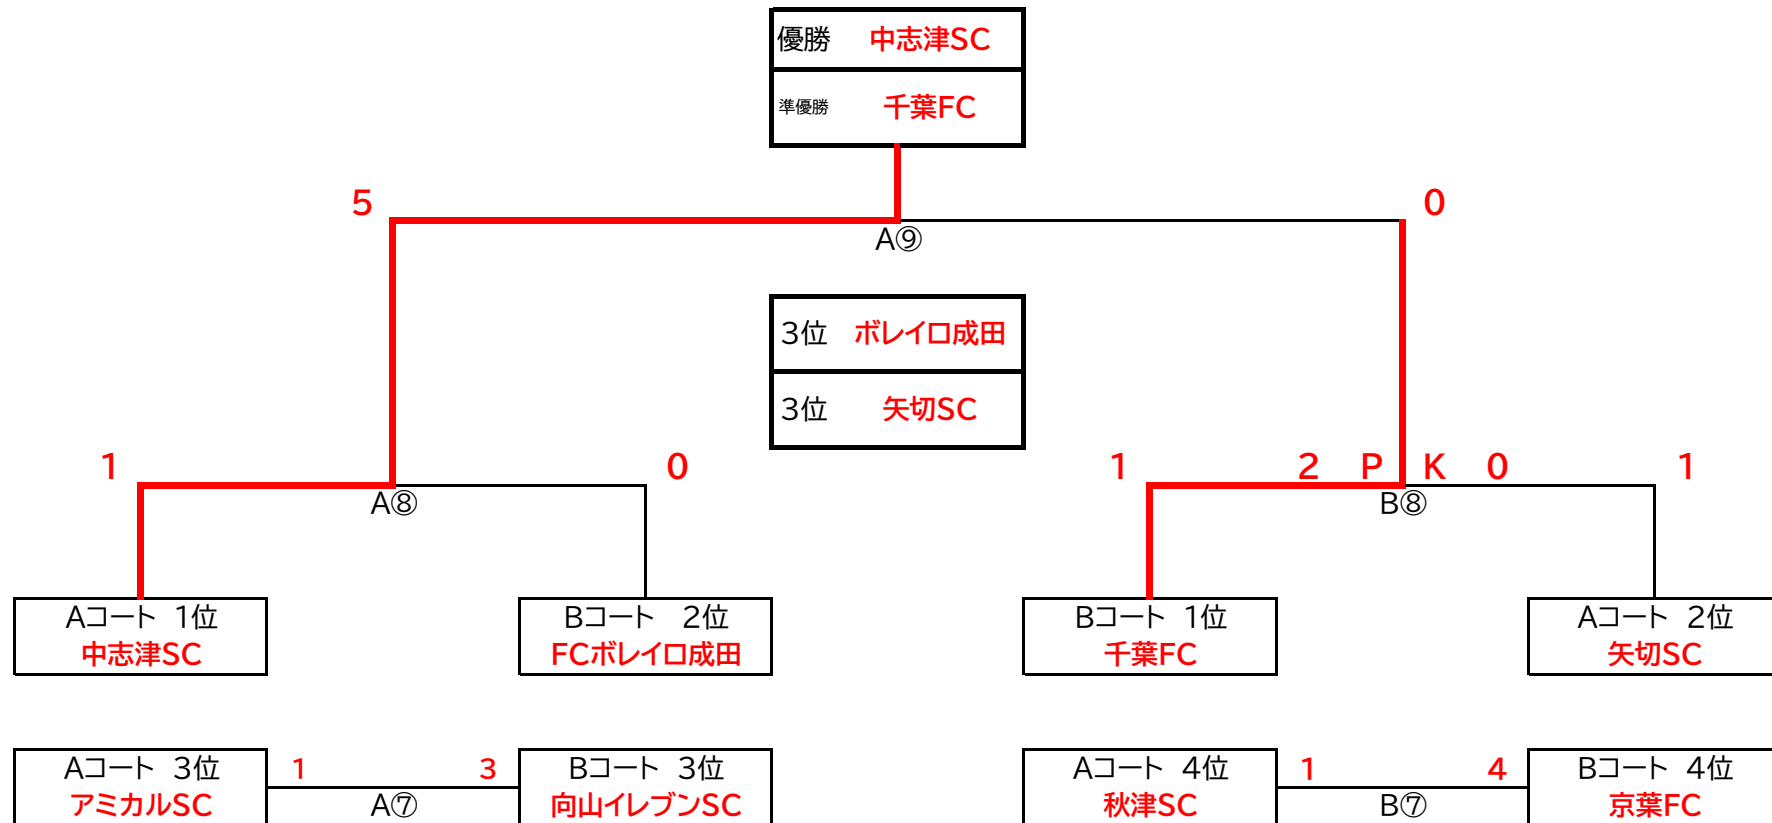 優勝 中志津SC
準優勝 千葉FC
5 0
A⑨
3位 ボレイロ成田
3位 矢切SC
1 0 1 2 P K 0 1
A⑧ B⑧
Aコート 1位 Bコート 2位 Bコート 1位 Aコート 2位
中志津SC FCボレイロ成田 千葉FC 矢切SC
Aコート 3位 1 3 Bコート 3位 Aコート 4位 1 4 Bコート 4位
アミカルSC A⑦ 向山イレブンSC 秋津SC B⑦ 京葉FC